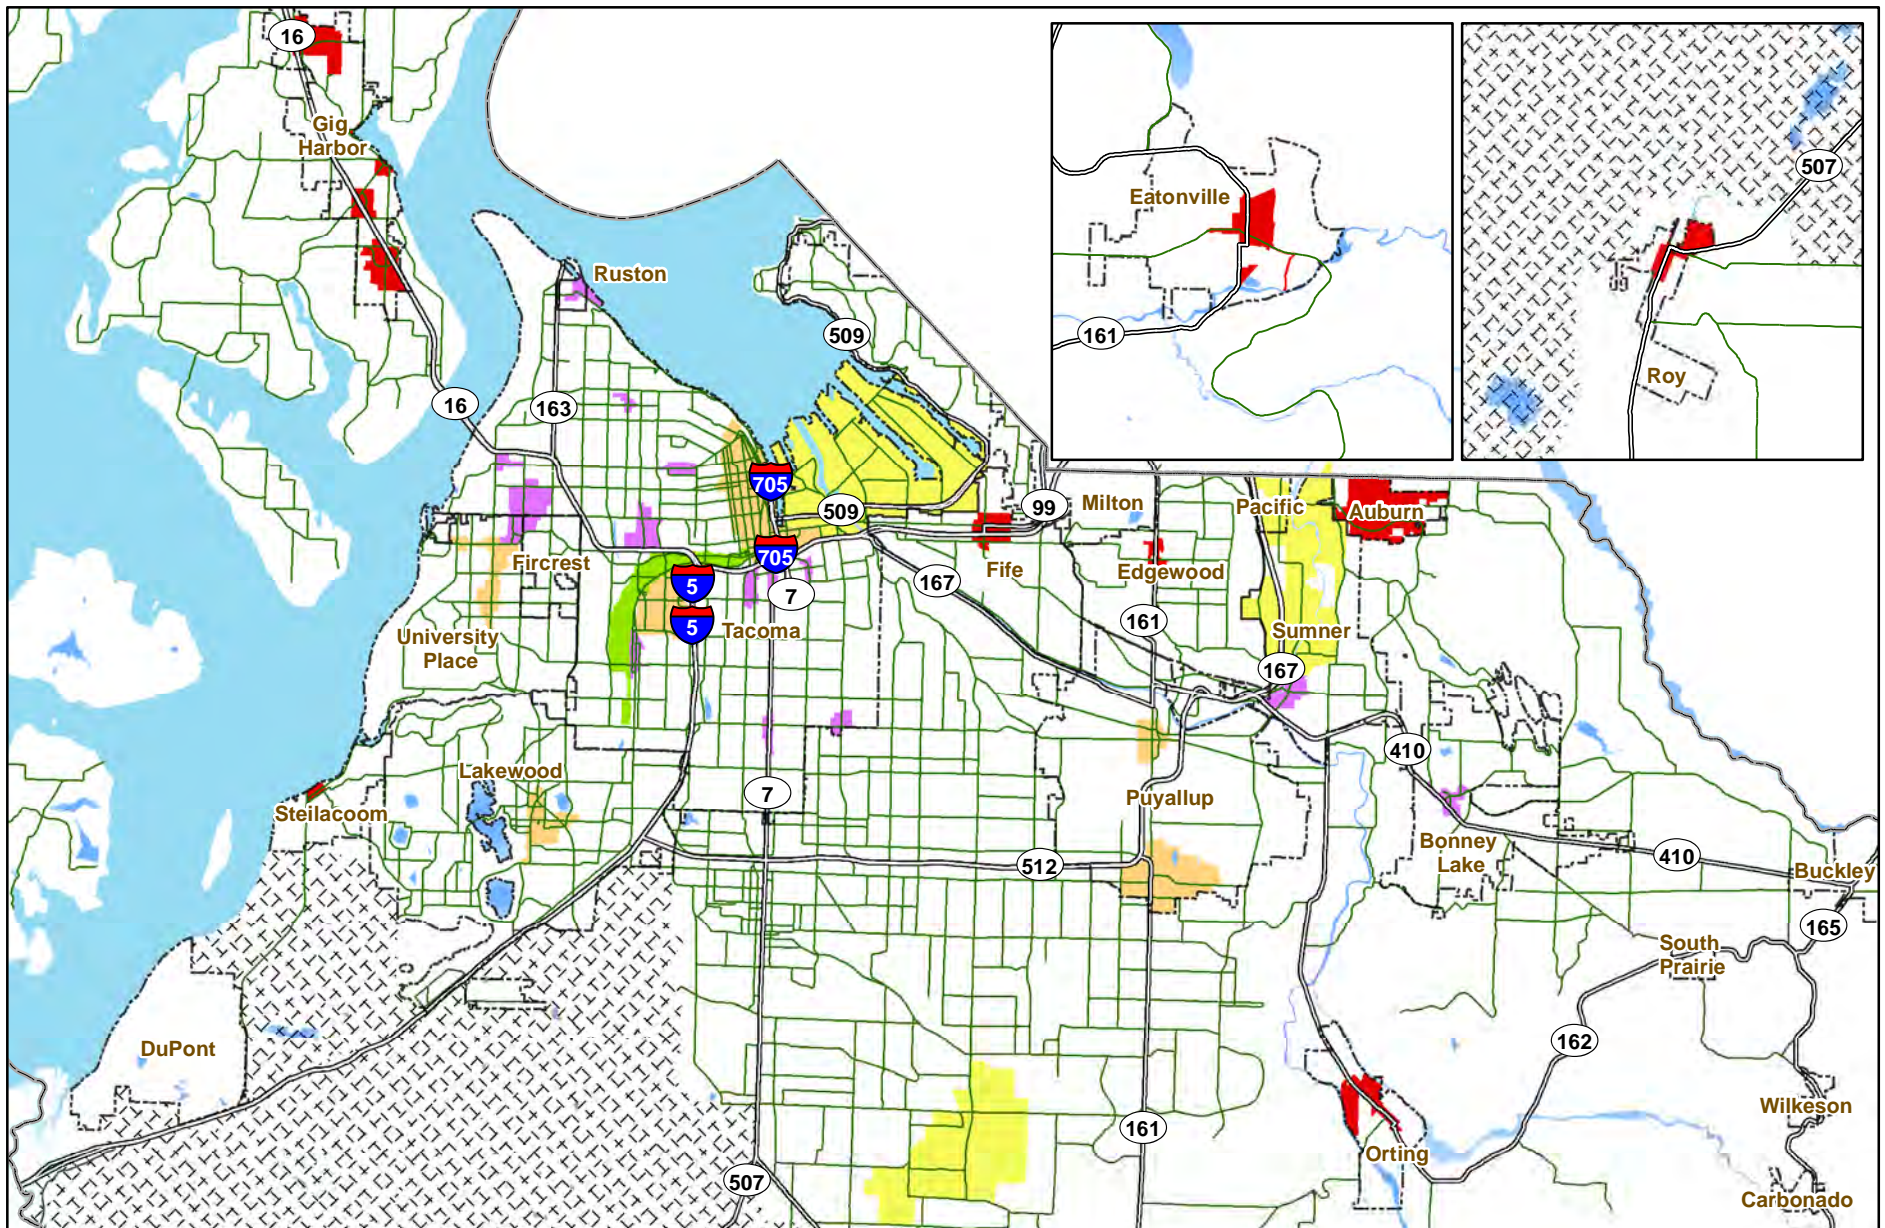 16
Gig
Harbor
Eatonville
161
507
Roy
Ruston
509
16
163
705
509
99
Milton
Pacific
Auburn
Fircrest
705
5
7
167
Fife
Edgewood
161
5
Tacoma
University
Place
Sumner
167
410
Lakewood
Steilacoom
7
Puyallup
512
Bonney
Lake
410
Buckley
165
South
Prairie
DuPont
162
Wilkeson
161
Orting
507
Carbonado